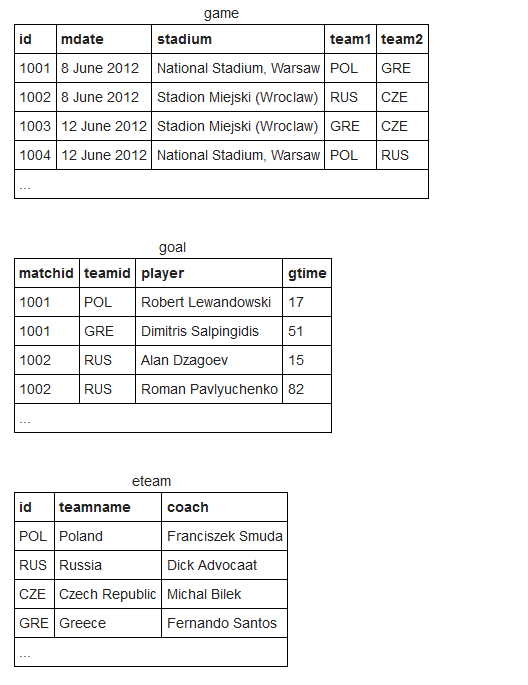 game
id mdate stadium team1 team2
1001 8 June 2012 National Stadium, Warsaw POL GRE
1002 8 June 2012 Stadion Miejski (Wroclaw) RUS CZE
1003 12 June 2012 Stadion Miejski (Wroclaw) GRE CZE
1004 12 June 2012 National Stadium, Warsaw POL RUS
...
goal
matchid teamid player gtime
1001 POL Robert Lewandowski 17
1001 GRE Dimitris Salpingidis 51
1002 RUS Alan Dzagoev 15
1002 RUS Roman Pavlyuchenko 82
...
eteam
id teamname coach
POL Poland Franciszek Smuda
RUS Russia Dick Advocaat
CZE Czech Republic Michal Bilek
GRE Greece Fernando Santos
...